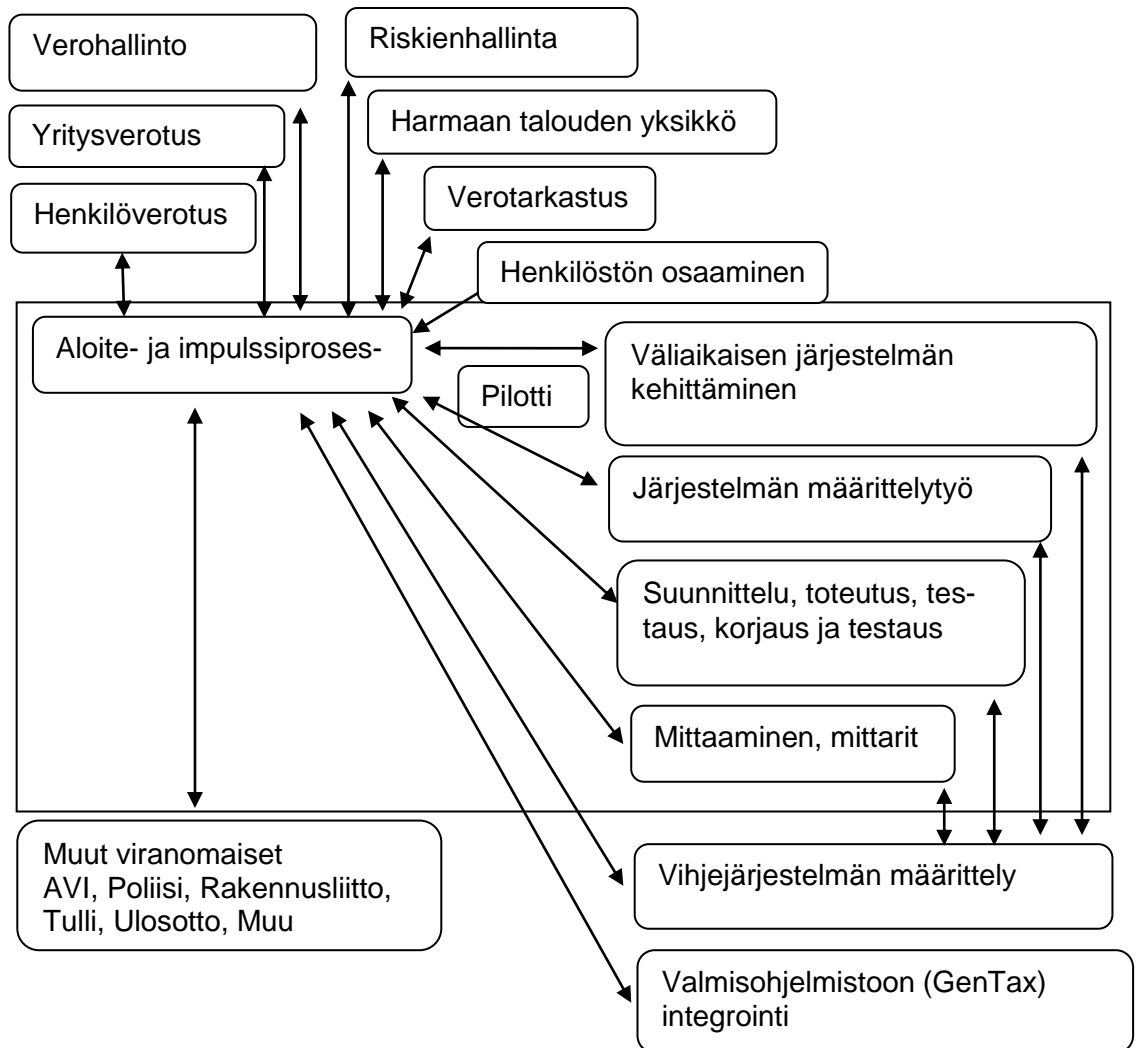 Verohallinto
Riskienhallinta
Yritysverotus
Harmaan talouden yksikkö
Henkilöverotus
Verotarkastus
Henkilöstön osaaminen
Aloite- ja impulssiproses-
Väliaikaisen järjestelmän
kehittäminen
Pilotti
Järjestelmän määrittelytyö
Suunnittelu, toteutus, tes-
taus, korjaus ja testaus
Mittaaminen, mittarit
Muut viranomaiset
AVI, Poliisi, Rakennusliitto,
Tulli, Ulosotto, Muu
Vihjejärjestelmän määrittely
Valmisohjelmistoon (GenTax)
integrointi